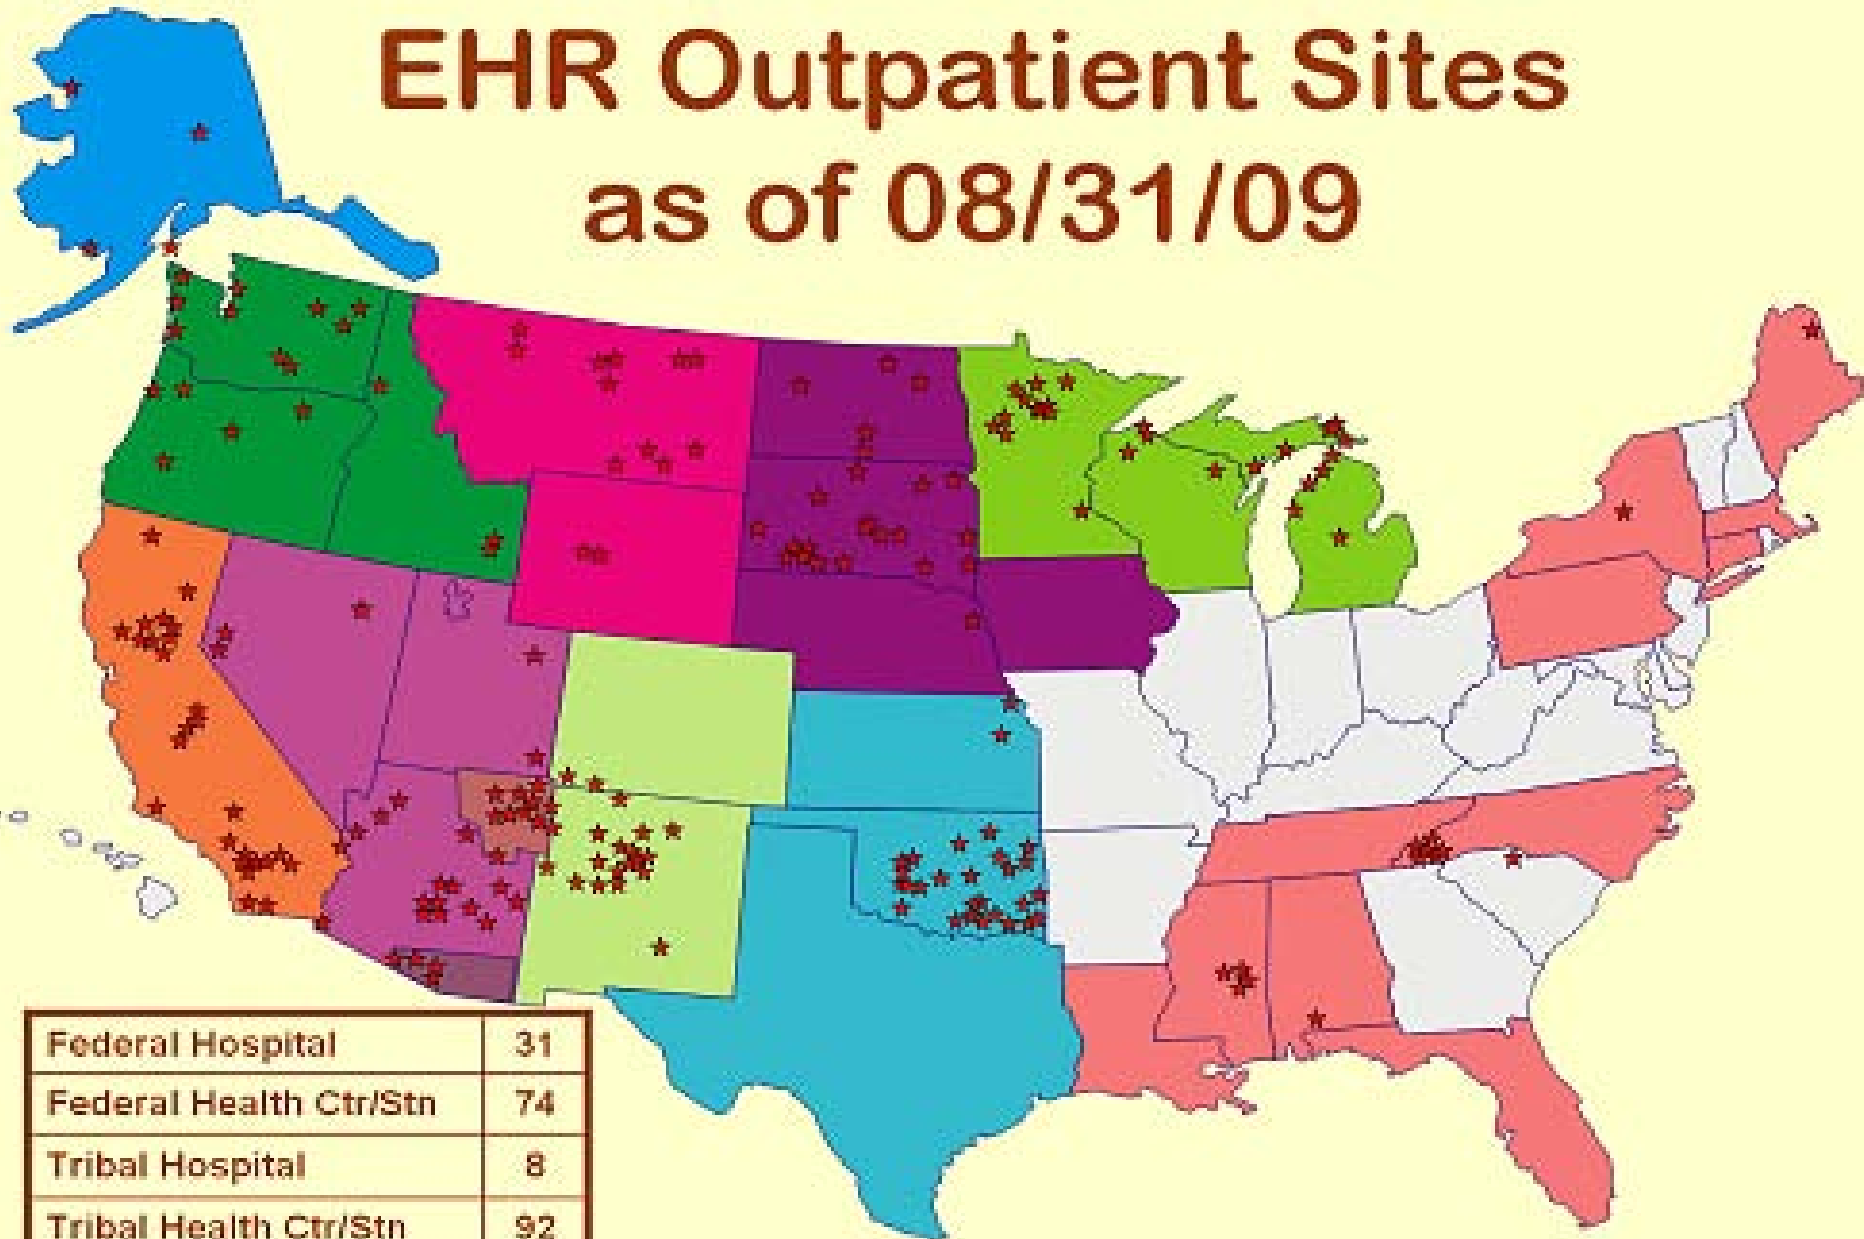 EHR Outpatient Sites
as of 08/31/09
Federal Hospital 31
Federal Health Ctr/Stn 74
Tribal Hospital 8
Tribal Health Ctr/Stn 92